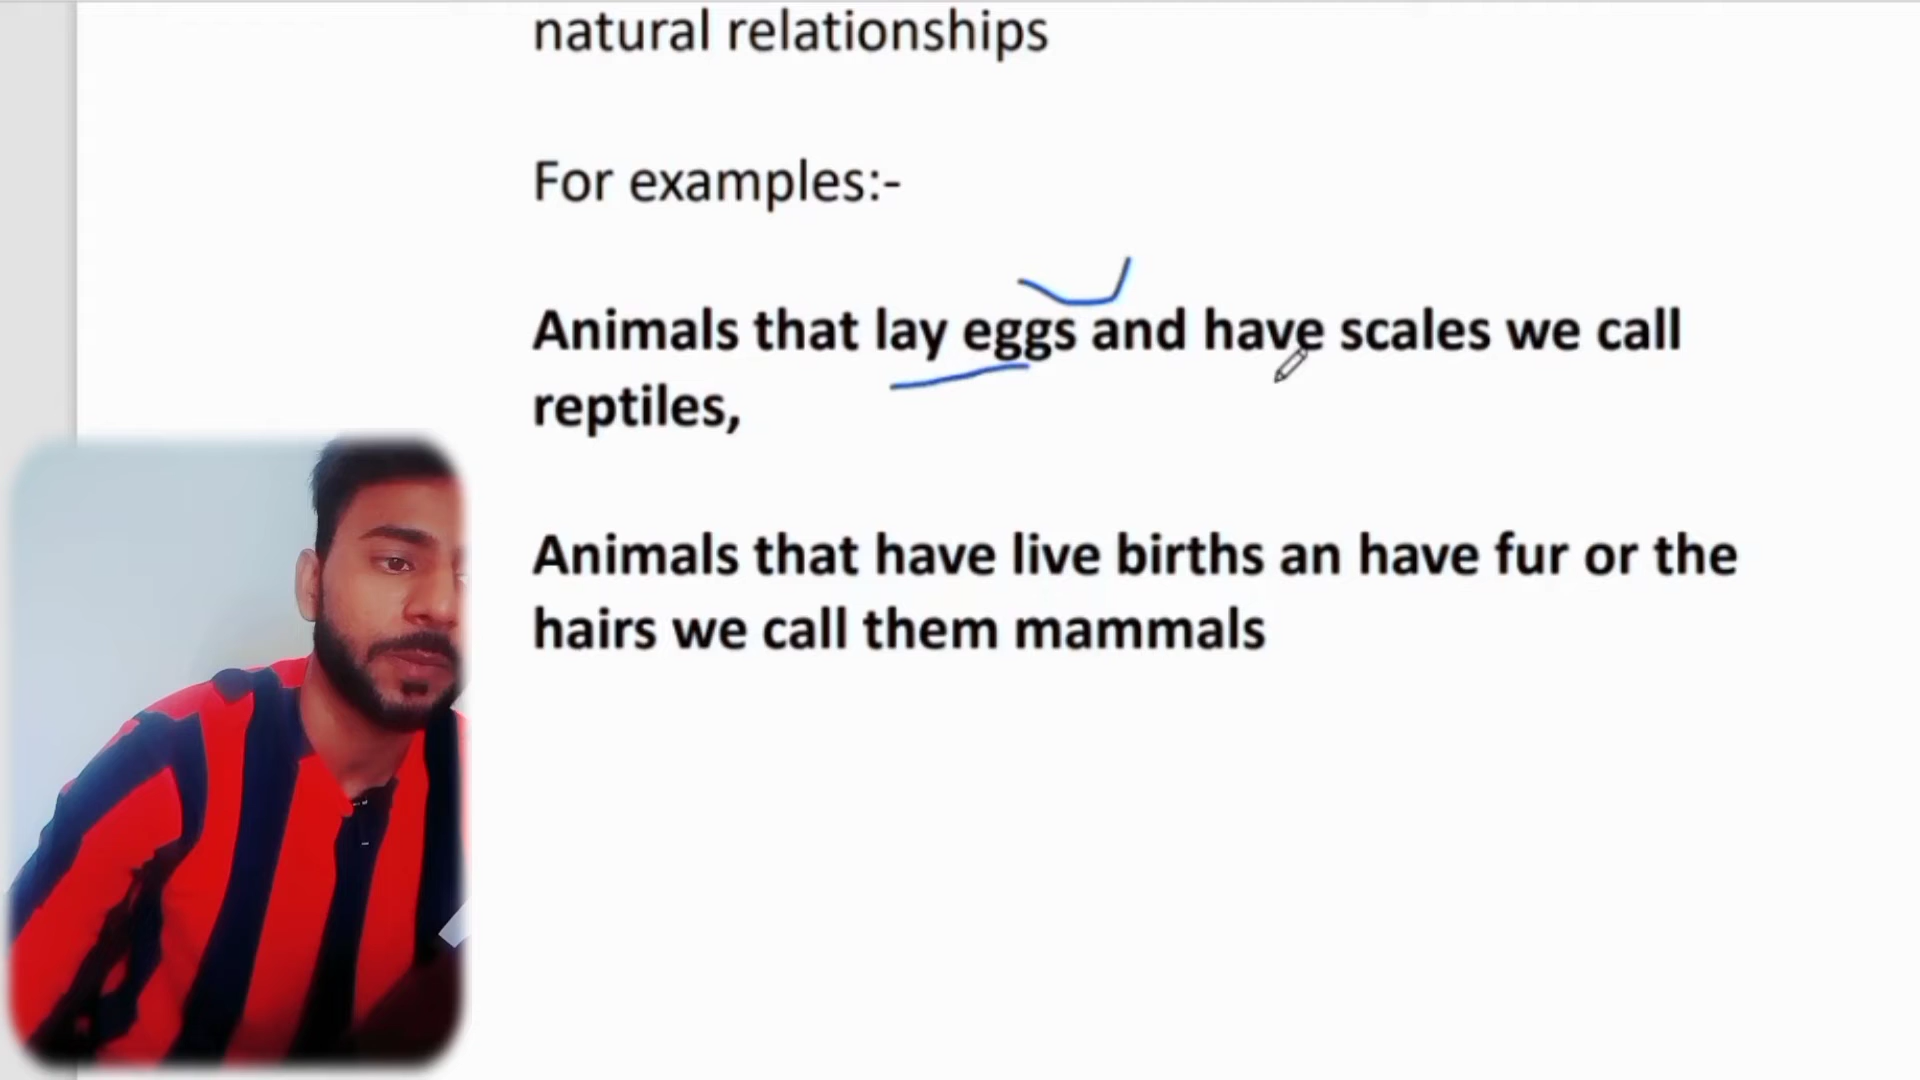 natural relationships
For examples:-
Animals that lay eggs and have scales we call
reptiles,
Animals that have live births an have fur or the
hairs we call them mammals